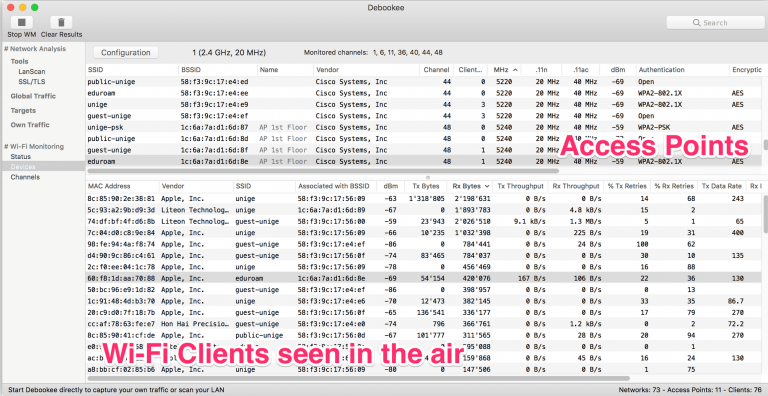 Debookee
Stop WM Clear Results Search
# Network Analysis
Tools
LanScan
SSL/TLS
Global Traffic
Targets
Own Traffic
# Wi-Fi Monitoring
Status
Devices
Channels
Configuration 1 (2.4 GHz, 20 MHz) Monitored channels: 1, 6, 11, 36, 40, 44, 48
SSID BSSID Name Vendor Channel Client... MHz .11n .11ac dBm Authentication Encryptic
public-unige 58:f3:9c:17:e4:ed Cisco Systems, Inc 44 0 5220 20 MHz 40 MHz -69 Open
eduroam 58:f3:9c:17:e4:ee Cisco Systems, Inc 44 0 5220 20 MHz 40 MHz -69 WPA2-802.1X AES
unige 58:f3:9c:17:e4:e9 Cisco Systems, Inc 44 3 5220 20 MHz 40 MHz -69 WPA2-802.1X AES
guest-unige 58:f3:9c:17:e4:ef Cisco Systems, Inc 44 3 5220 20 MHz 40 MHz -69 Open
unige-psk 1c:6a:7a:d1:6d:87 AP 1st Floor Cisco Systems, Inc 48 0 5240 20 MHz 40 MHz WPA2-PSK AES
public-unige 1c:6a:7a:d1:6d:8d AP 1st Floor Cisco Systems, Inc 48 0 5240
guest-unige 1c:6a:7a:d1:6d:8f AP 1st Floor Cisco Systems, Inc 48 1 5240
eduroam 1c:6a:7a:d1:6d:8e AP 1st Floor Cisco Systems, Inc 48 1 5240 20 MHz 40 MHz -59 WPA2-802.1X AES
Access Points
MAC Address Vendor SSID Associated with BSSID dBm Tx Bytes Rx Bytes Tx Throughput Rx Throughput % Tx Retries % Rx Retries Tx Data Rate Rx
8c:85:90:2e:38:81 Apple, Inc. unige 58:f3:9c:17:56:09 -63 1'318'805 2'198'631 0 B/s 0 B/s 14 68 243
5c:93:a2:9b:d9:3d Liteon Technolog... unige 1c:6a:7a:d1:6d:89 -67 0 1'893'783 0 B/s 4.8 kB/s 15 2
74:df:bf:4f:6d:ef Liteon Technolog... guest-unige 58:f3:9c:17:56:0f -59 23'943 2'026'510 9.1 kB/s 1.3 MB/s 5 1 65
7c:04:d0:c8:9e:84 Apple, Inc. unige 58:f3:9c:17:56:09 -66 10'235 1'032'398 0 B/s 225 B/s 19 31 400
98:fe:94:4a:f8:74 Apple, Inc. guest-unige 58:f3:9c:17:e4:ef -86 0 784'441 0 B/s 24 B/s 100 62
d4:90:9c:86:c4:61 Apple, Inc. guest-unige 58:f3:9c:17:56:0f -74 83'465 784'037 0 B/s 0 B/s 30 10 135
2c:f0:ee:04:1c:78 Apple, Inc. unige 58:f3:9c:17:56:09 -78 0 456'469 0 B/s 0 B/s 16 88
60:f8:1d:aa:70:88 Apple, Inc. eduroam 1c:6a:7a:d1:6d:8e -69 54'154 420'076 167 B/s 106 B/s 22 36 130
50:bc:96:e9:1d:82 Apple, Inc. guest-unige 58:f3:9c:17:e4:ef -86 0 398'957 0 B/s 0 B/s 0 13
1c:91:48:4d:b3:70 Apple, Inc. unige 58:f3:9c:17:e4:e6 -70 12'473 382'145 0 B/s 0 B/s 33 35 86.7
20:c9:d0:7f:18:7b Apple, Inc. guest-unige 58:f3:9c:17:56:0f -65 136'541 336'177 0 B/s 0 B/s 17 79 270
cc:af:78:63:fe:e7 Hon Hai Precisio... guest-unige 58:f3:9c:17:e4:ef -74 796 366'761 0 B/s 1.2 kB/s 0 2 72.2
8c:85:90:41:cf:de Apple, Inc. public-unige 58:f3:9c:17:56:0d -67 101'777 311'565 0 B/s 28 B/s 20 94 270
0 B/s 0 B/s 0 1
0 B/s 45 B/s 16 24 130
a8:bb:cf:02:85:b6 Apple, Inc. unige 58:f3:9c:17:56:09 -80 0 147'506 0 B/s 0 B/s 1 75
Wi-Fi Clients seen in the air
Start Debookee directly to capture your own traffic or scan your LAN Networks: 73 - Access Points: 11 - Clients: 76